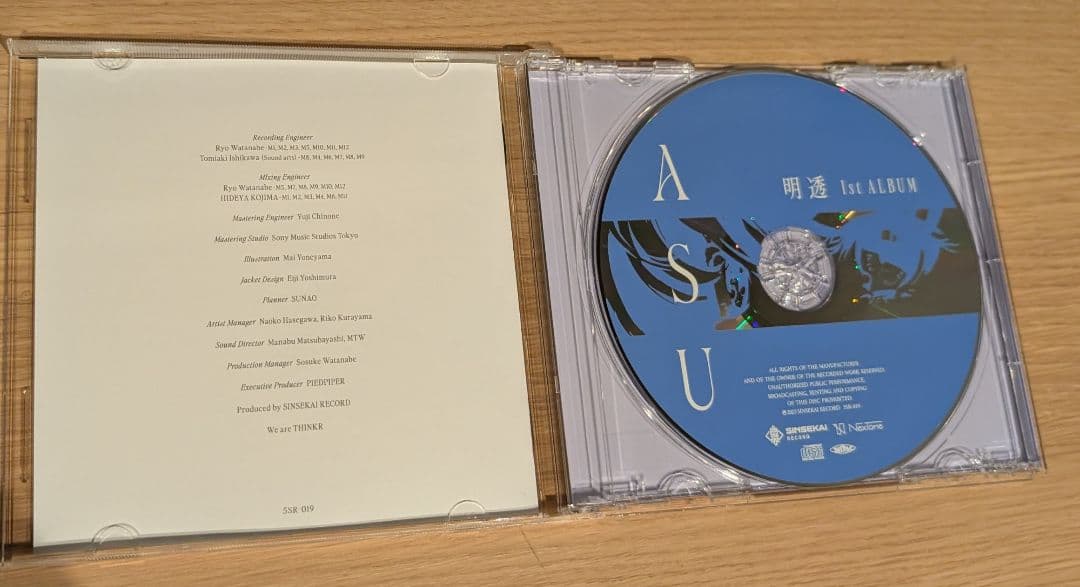 Recording Engineer
Ryo Watanabe - M1, M2, M3, M5, M10, M11, M12
Tomiaki Ishikawa (Sound arts) - M8, M4, M6, M7, M8, M9
Mixing Engineer
Ryo Watanabe - M5, M7, M8, M9, M10, M12
HIDEYA KOJIMA - M1, M2, M3, M4, M6, M11
Mastering Engineer Yuji Chinone
Mastering Studio Sony Music Studios Tokyo
Illustration Mai Yoneyama
Jacket Design Eiji Yoshimura
Planner SUNAO
Artist Manager Naoko Hasegawa, Riko Kurayama
Sound Director Manabu Matsubayashi, MTW
Production Manager Sosuke Watanabe
Executive Producer PIEDPIPER
Produced by SINSEKAI RECORD
We are THINKR
SSR 019
A
S
U
明透 1st ALBUM
ALL RIGHTS OF THE MANUFACTURER
AND OF THE OWNER OF THE RECORDED WORK RESERVED.
UNAUTHORIZED PUBLIC PERFORMANCE,
BROADCASTING, RENTING AND COPYING
OF THIS DISC PROHIBITED.
SINSEKAI RECORD SSR-019
SINSEKAI
RECORD
NexTone